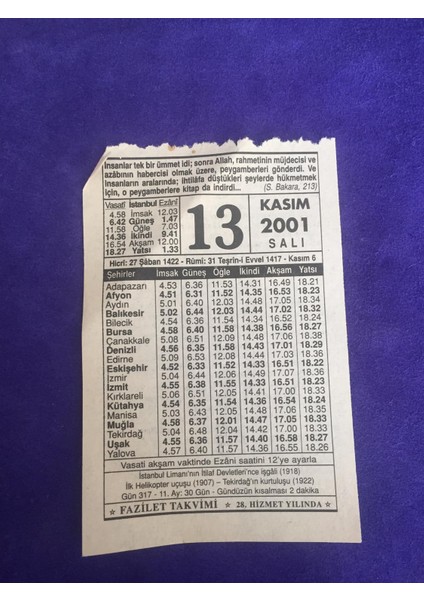 İnsanlar tek bir ümmet idi; sonra Allah, rahmetinin müjdecisi ve
azâbının habercisi olmak üzere, peygamberleri gönderdi. Ve
insanların aralarında; ihtilâfa düştükleri şeylerde hükmetmek
için, o peygamberlere kitap da indirdi... (S. Bakara, 213)
Vasati İstanbul Ezâni
4.58 İmsak 12.03
6.42 Güneş 1.47
11.58 Öğle 7.03
14.36 İkindi 9.41
16.54 Akşam 12.00
18.27 Yatsı 1.33
13
KASIM
2001
SALI
Hicrî: 27 Şâban 1422 - Rûmî: 31 Teşrin-i Evvel 1417 - Kasım 6
Şehirler İmsak Güneş Öğle İkindi Akşam Yatsı
Adapazarı 4.53 6.36 11.53 14.31 16.49 18.21
Afyon 4.51 6.31 11.52 14.35 16.53 18.23
Aydın 5.01 6.40 12.03 14.48 17.05 18.34
Balıkesir 5.02 6.44 12.03 14.44 17.02 18.32
Bilecik 4.54 6.36 11.54 14.34 16.52 18.24
Bursa 4.58 6.40 11.58 14.38 16.56 18.27
Çanakkale 5.08 6.51 12.09 14.48 17.06 18.38
Denizli 4.56 6.35 11.58 14.43 17.01 18.29
Edirne 5.09 6.53 12.08 14.44 17.03 18.36
Eskişehir 4.52 6.33 11.52 14.33 16.51 18.22
İzmir 5.04 6.44 12.06 14.49 17.07 18.36
İzmit 4.55 6.38 11.55 14.33 16.51 18.23
Kırklareli 5.06 6.51 12.05 14.41 17.00 18.33
Kütahya 4.54 6.35 11.54 14.36 16.54 18.24
Manisa 5.03 6.43 12.05 14.48 17.06 18.35
Muğla 4.58 6.37 12.01 14.47 17.05 18.33
Tekirdağ 5.04 6.48 12.04 14.42 17.00 18.33
Uşak 4.55 6.36 11.57 14.40 16.58 18.27
Yalova 4.57 6.40 11.57 14.36 16.55 18.26
Vasati akşam vaktinde Ezâni saatini 12'ye ayarla
İstanbul Limanı'nın İtilaf Devletleri'nce işgâli (1918)
İlk Helikopter uçuşu (1907) – Tekirdağ'ın kurtuluşu (1922)
Gün 317 - 11. Ay: 30 Gün - Gündüzün kısalması 2 dakika
★ FAZİLET TAKVİMİ ★ 28. HİZMET YILINDA ★